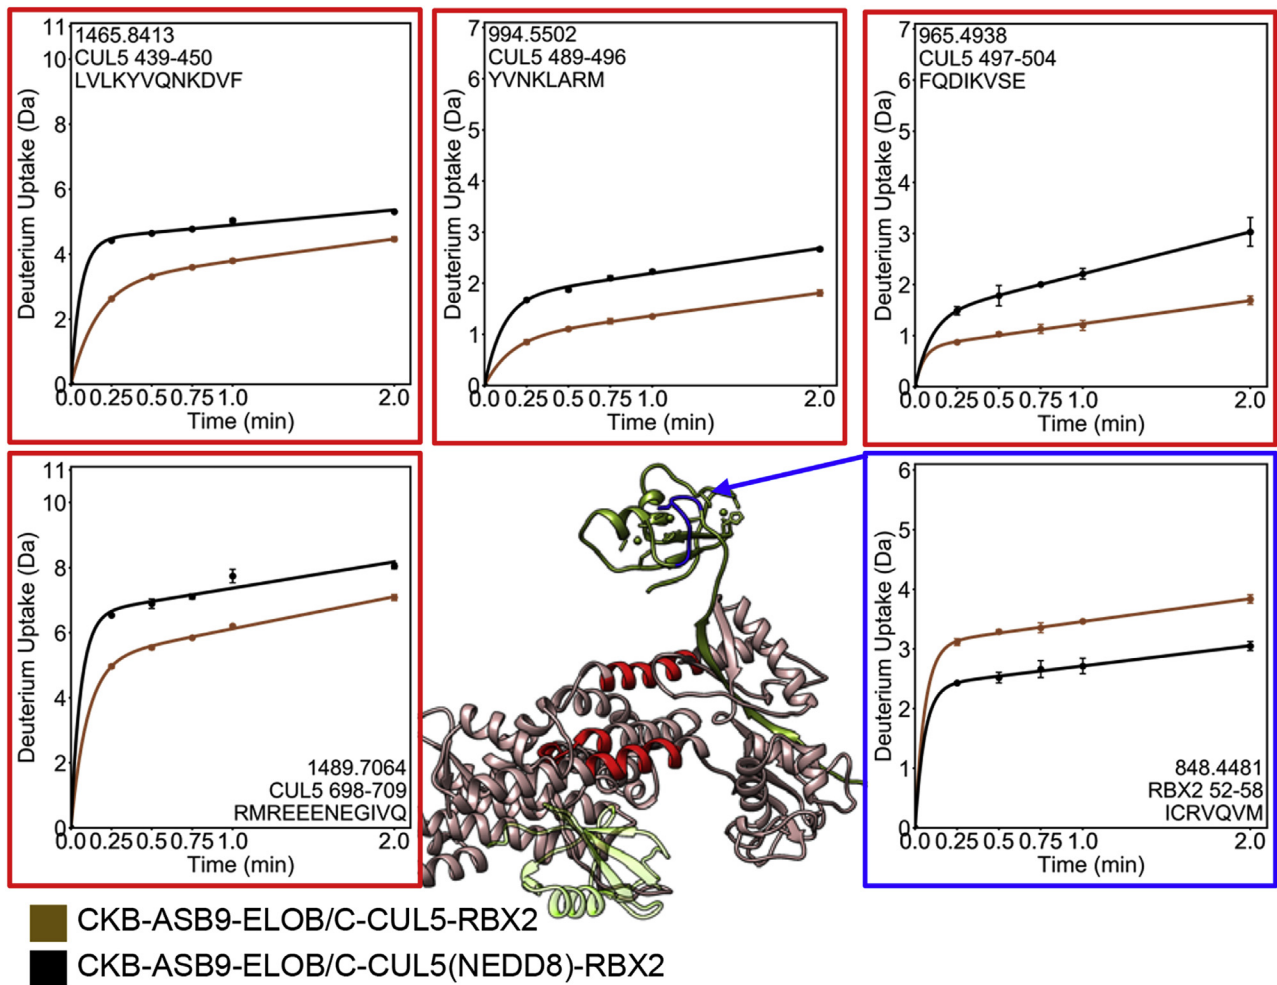 1465.8413
CUL5 439-450
LVLKYVQNKDVF
Deuterium Uptake (Da)
11
10
8
6
4
2
0
0.0 0.25 0.5 0.75 1.0 2.0
Time (min)
994.5502
CUL5 489-496
YVNKLARM
Deuterium Uptake (Da)
7
6
5
4
3
2
1
0
0.0 0.25 0.5 0.75 1.0 2.0
Time (min)
965.4938
CUL5 497-504
FQDIKVSE
Deuterium Uptake (Da)
7
6
5
4
3
2
1
0
0.0 0.25 0.5 0.75 1.0 2.0
Time (min)
Deuterium Uptake (Da)
11
10
8
6
4
2
0
1489.7064
CUL5 698-709
RMREEENEGIVQ
0.0 0.25 0.5 0.75 1.0 2.0
Time (min)
Deuterium Uptake (Da)
6
5
4
3
2
1
0
848.4481
RBX2 52-58
ICRVQVM
0.0 0.25 0.5 0.75 1.0 2.0
Time (min)
CKB-ASB9-ELOB/C-CUL5-RBX2
CKB-ASB9-ELOB/C-CUL5(NEDD8)-RBX2